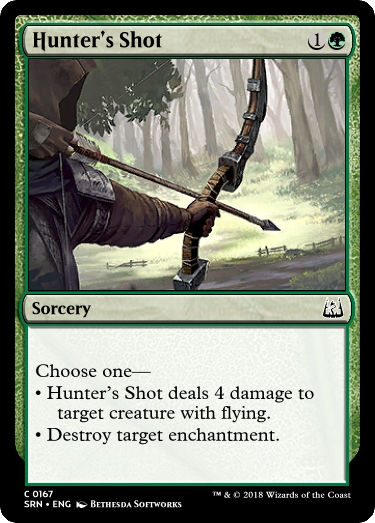 Hunter's Shot 1
Sorcery
Choose one—
• Hunter's Shot deals 4 damage to
target creature with flying.
• Destroy target enchantment.
C 0167
SRN • ENG Bethesda Softworks
™ & © 2018 Wizards of the Coast